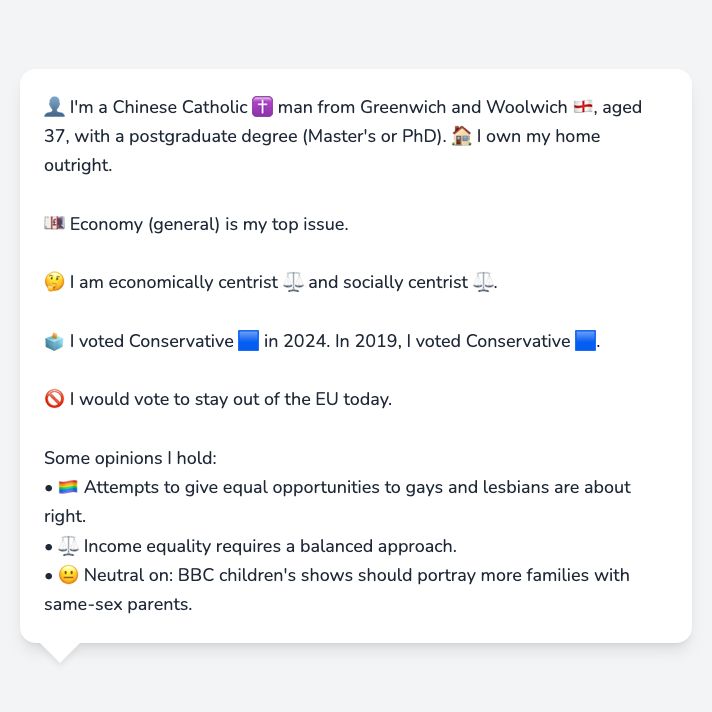 👤 I'm a Chinese Catholic ✝️ man from Greenwich and Woolwich 🏴󠁧󠁢󠁥󠁮󠁧󠁿, aged
37, with a postgraduate degree (Master's or PhD). 🏠 I own my home
outright.
💷 Economy (general) is my top issue.
🤔 I am economically centrist ⚖️ and socially centrist ⚖️.
🗳️ I voted Conservative 🟦 in 2024. In 2019, I voted Conservative 🟦.
🚫 I would vote to stay out of the EU today.
Some opinions I hold:
• 🏳️‍🌈 Attempts to give equal opportunities to gays and lesbians are about
right.
• ⚖️ Income equality requires a balanced approach.
• 😐 Neutral on: BBC children's shows should portray more families with
same-sex parents.